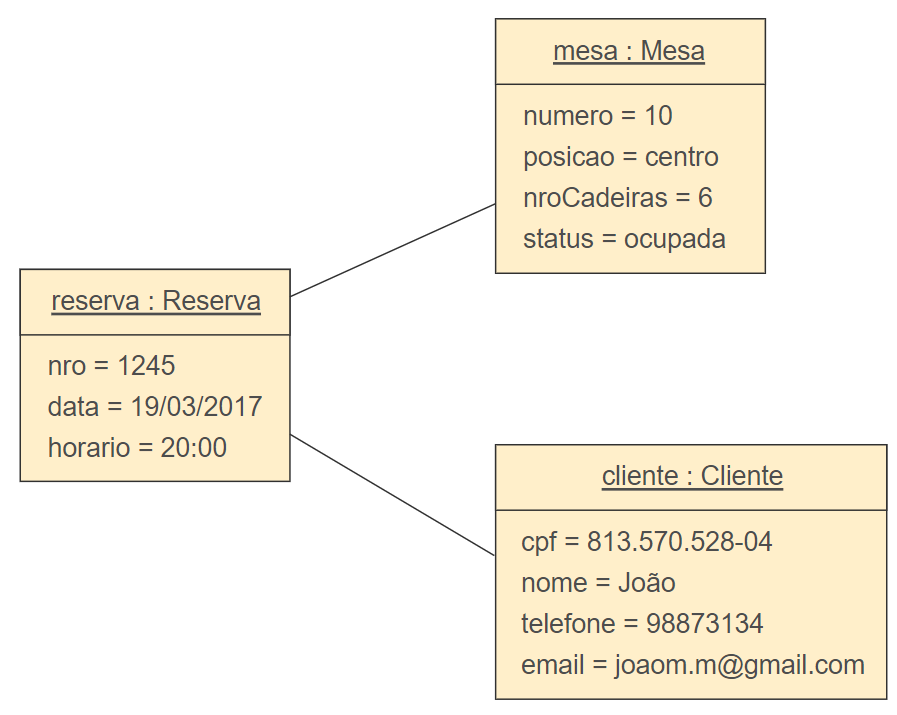 mesa : Mesa
numero = 10
posicao = centro
nroCadeiras = 6
status = ocupada
reserva : Reserva
nro = 1245
data = 19/03/2017
horario = 20:00
cliente : Cliente
cpf = 813.570.528-04
nome = João
telefone = 98873134
email = joaom.m@gmail.com